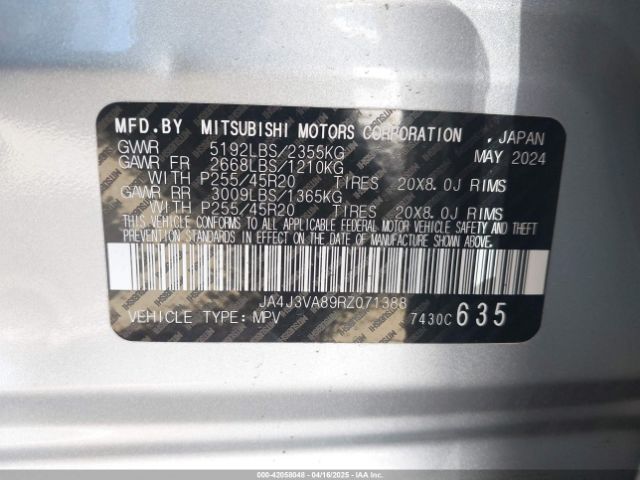 MFD.BY MITSUBISHI MOTORS CORPORATION , JAPAN
GVWR 5192LBS/2355KG MAY 2024
GAWR FR 2668LBS/1210KG
WITH P255/45R20 TIRES 20X8.0J RIMS
GAWR RR 3009LBS/1365KG
WITH P255/45R20 TIRES 20X8.0J RIMS
THIS VEHICLE CONFORMS TO ALL APPLICABLE FEDERAL MOTOR VEHICLE SAFETY AND THEFT
PREVENTION STANDARDS IN EFFECT ON THE DATE OF MANUFACTURE SHOWN ABOVE.
JA4J3VA89RZ071388
VEHICLE TYPE: MPV 7430C 635
000-42058048 - 04/16/2025 - IAAI